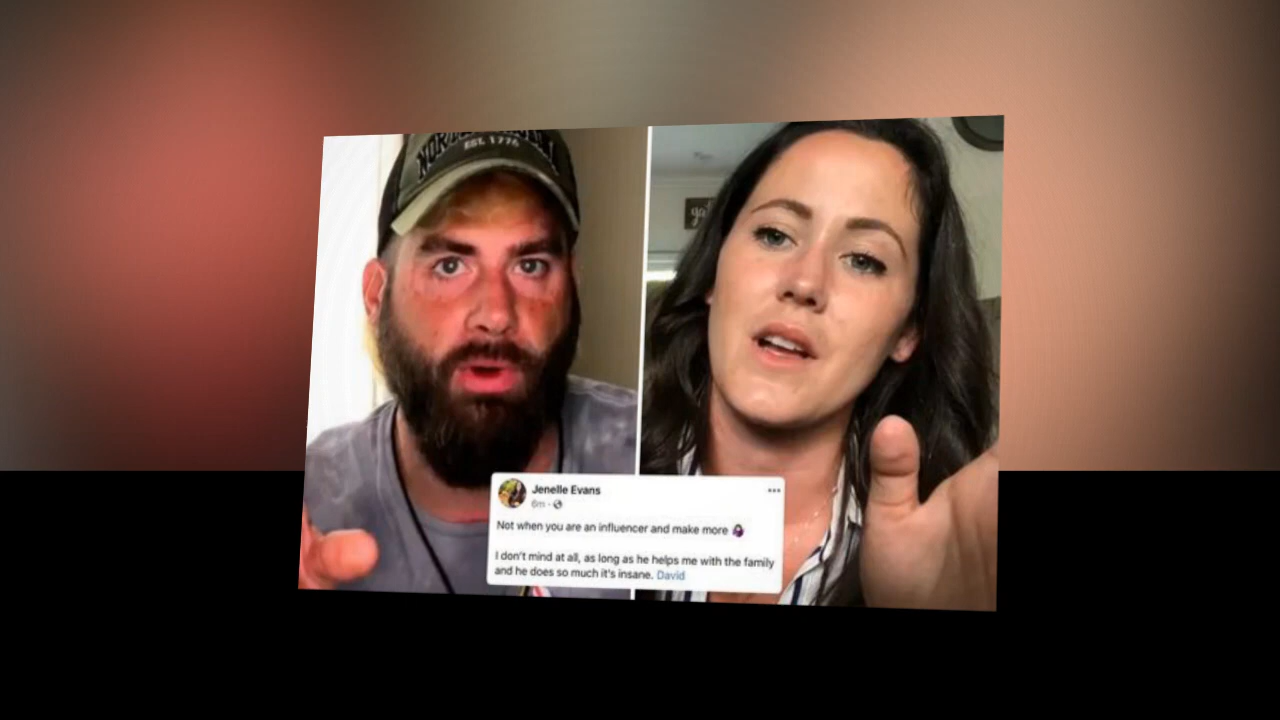 EST. 1776
Jenelle Evans
6m ·
Not when you are an influencer and make more 🤷🏻‍♀️
I don't mind at all, as long as he helps me with the family
and he does so much it's insane. David